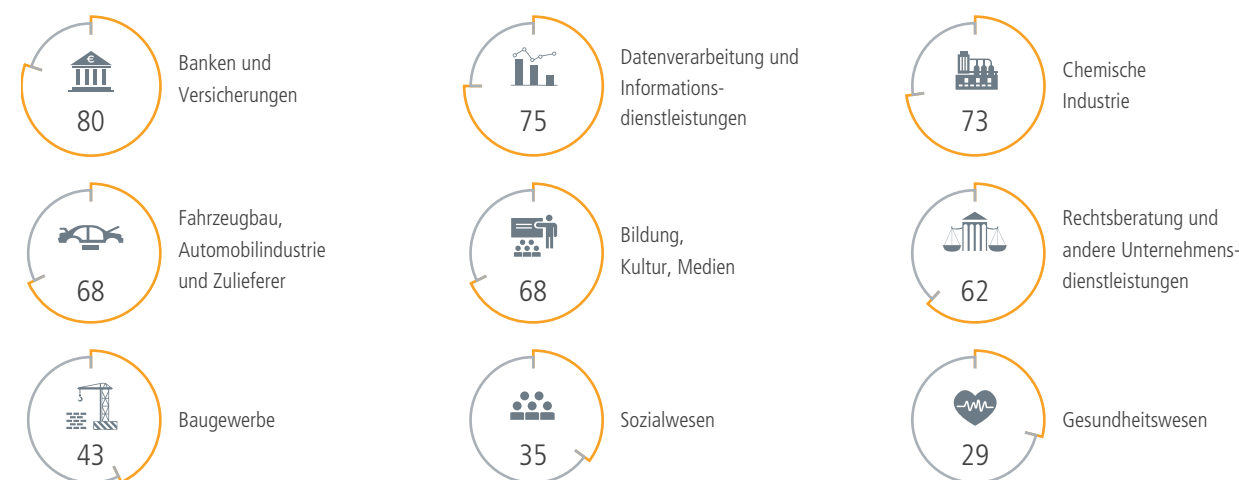 €
80
Banken und
Versicherungen
75
Datenverarbeitung und
Informations-
dienstleistungen
73
Chemische
Industrie
68
Fahrzeugbau,
Automobilindustrie
und Zulieferer
68
Bildung,
Kultur, Medien
62
Rechtsberatung und
andere Unternehmens-
dienstleistungen
43
Baugewerbe
35
Sozialwesen
29
Gesundheitswesen